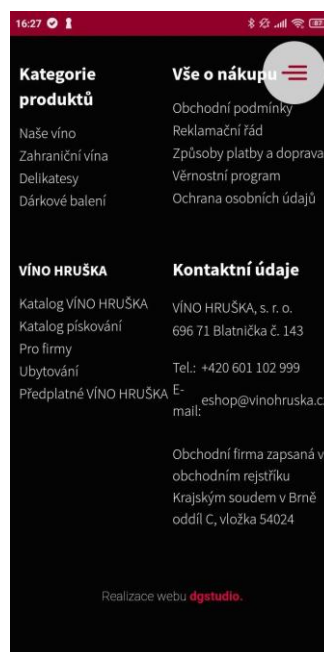 16:27
87
Kategorie
produktů
Naše víno
Zahraniční vína
Delikatesy
Dárkové balení
Vše o nákupu
Obchodní podmínky
Reklamační řád
Způsoby platby a doprava
Věrnostní program
Ochrana osobních údajů
VÍNO HRUŠKA
Katalog VÍNO HRUŠKA
Katalog pískování
Pro firmy
Ubytování
Předplatné VÍNO HRUŠKA
Kontaktní údaje
VÍNO HRUŠKA, s. r. o.
696 71 Blatnička č. 143
Tel.: +420 601 102 999
E-
mail: eshop@vinohruska.c
Obchodní firma zapsaná v
obchodním rejstříku
Krajským soudem v Brně
oddíl C, vložka 54024
Realizace webu dgstudio.